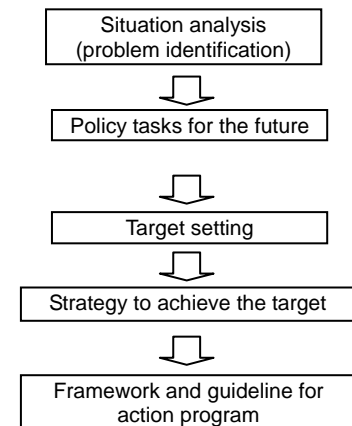 Situation analysis
(problem identification)
Policy tasks for the future
Target setting
Strategy to achieve the target
Framework and guideline for
action program